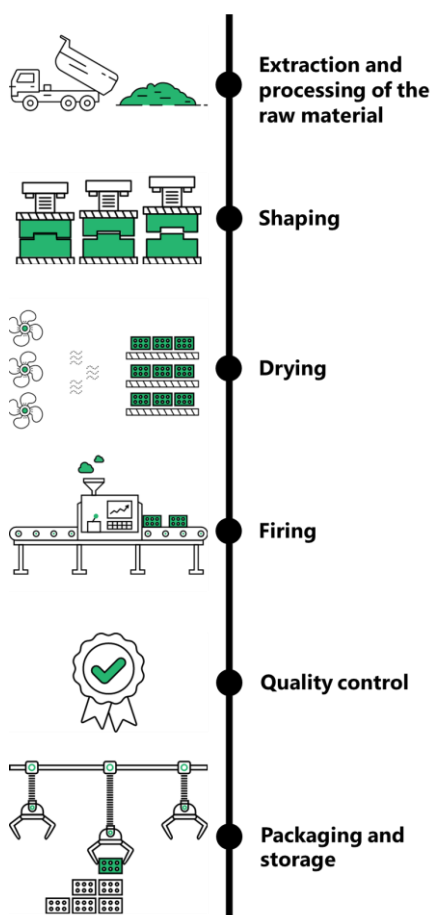 Extraction and
processing of the
raw material
Shaping
Drying
Firing
Quality control
Packaging and
storage